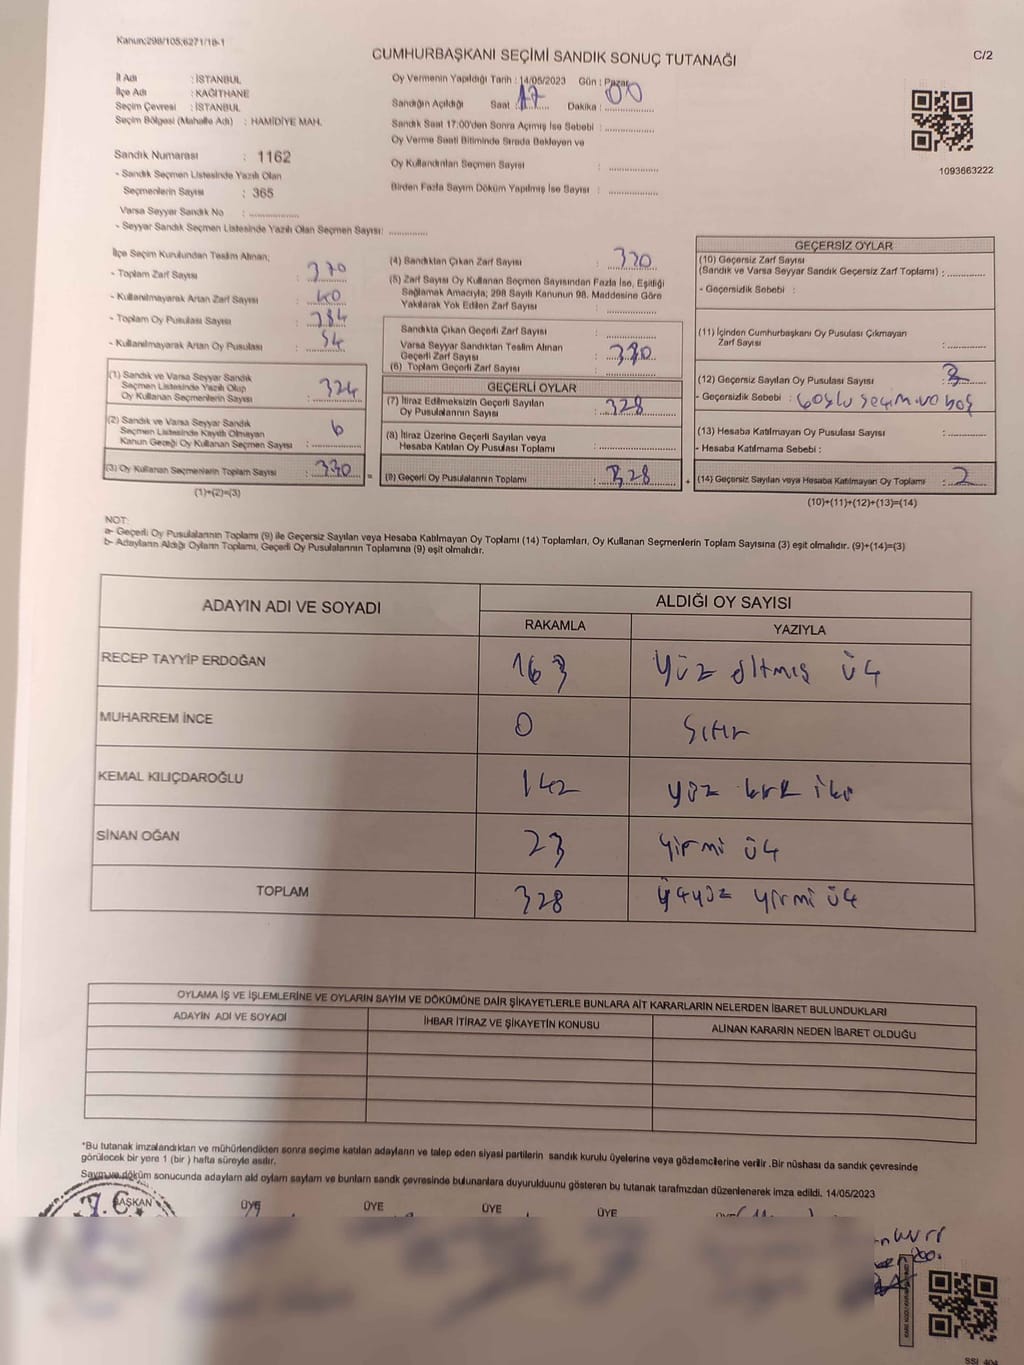 Kanun;298/105;6271/18-1
CUMHURBAŞKANI SEÇİMİ SANDIK SONUÇ TUTANAĞI
C/2
İl Adı : İSTANBUL
İlçe Adı : KAĞITHANE
Seçim Çevresi : İSTANBUL
Seçim Bölgesi (Mahalle Adı) : HAMİDİYE MAH.
Sandık Numarası : 1162
- Sandık Seçmen Listesinde Yazılı Olan
Seçmenlerin Sayısı : 365
Varsa Seyyar Sandık No : ..............
- Seyyar Sandık Seçmen Listesinde Yazılı Olan Seçmen Sayısı: ............
Oy Vermenin Yapıldığı Tarih : 14/05/2023 Gün : Pazar
Sandığın Açıldığı Saat : 17 Dakika : 00
Sandık Saat 17:00'den Sonra Açılmış İse Sebebi : ..............
Oy Verme Saati Bitiminde Sırada Bekleyen ve
Oy Kullandırılan Seçmen Sayısı : ..............
Birden Fazla Sayım Döküm Yapılmış İse Sayısı : ..............
1093663222
İlçe Seçim Kurulundan Teslim Alınan;
- Toplam Zarf Sayısı : 370
- Kullanılmayarak Artan Zarf Sayısı : 40
- Toplam Oy Pusulası Sayısı : 384
- Kullanılmayarak Artan Oy Pusulası : 54
(1) Sandık ve Varsa Seyyar Sandık
Seçmen Listesinde Yazılı Olup
Oy Kullanan Seçmenlerin Sayısı : 324
(2) Sandık ve Varsa Seyyar Sandık
Seçmen Listesinde Kayıtlı Olmayan
Kanun Gereği Oy Kullanan Seçmen Sayısı : 6
(3) Oy Kullanan Seçmenlerin Toplam Sayısı : 330
(1)+(2)=(3)
(4) Sandıktan Çıkan Zarf Sayısı : 330
(5) Zarf Sayısı Oy Kullanan Seçmen Sayısından Fazla İse, Eşitliği
Sağlamak Amacıyla; 298 Sayılı Kanunun 98. Maddesine Göre
Yakılarak Yok Edilen Zarf Sayısı : ..............
Sandıkta Çıkan Geçerli Zarf Sayısı : ..............
Varsa Seyyar Sandıktan Teslim Alınan
Geçerli Zarf Sayısı : 330
(6) Toplam Geçerli Zarf Sayısı : ..............
GEÇERLİ OYLAR
(7) İtiraz Edilmeksizin Geçerli Sayılan
Oy Pusulalarının Sayısı : 328
(8) İtiraz Üzerine Geçerli Sayılan veya
Hesaba Katılan Oy Pusulası Toplamı : ..............
(9) Geçerli Oy Pusulalarının Toplamı : 328
GEÇERSİZ OYLAR
(10) Geçersiz Zarf Sayısı
(Sandık ve Varsa Seyyar Sandık Geçersiz Zarf Toplamı) : ............
- Geçersizlik Sebebi :
(11) İçinden Cumhurbaşkanı Oy Pusulası Çıkmayan
Zarf Sayısı : ............
(12) Geçersiz Sayılan Oy Pusulası Sayısı : 2
- Geçersizlik Sebebi : boş
(13) Hesaba Katılmayan Oy Pusulası Sayısı : ............
- Hesaba Katılmama Sebebi :
(14) Geçersiz Sayılan veya Hesaba Katılmayan Oy Toplamı : 2
(10)+(11)+(12)+(13)=(14)
NOT:
a- Geçerli Oy Pusulalarının Toplamı (9) ile Geçersiz Sayılan veya Hesaba Katılmayan Oy Toplamı (14) Toplamları, Oy Kullanan Seçmenlerin Toplam Sayısına (3) eşit olmalıdır. (9)+(14)=(3)
b- Adayların Aldığı Oyların Toplamı, Geçerli Oy Pusulalarının Toplamına (9) eşit olmalıdır.
ADAYIN ADI VE SOYADI
ALDIĞI OY SAYISI
RAKAMLA YAZIYLA
RECEP TAYYİP ERDOĞAN 163 Yüz altmış üç
MUHARREM İNCE 0 Sıfır
KEMAL KILIÇDAROĞLU 142 yüz kırk iki
SİNAN OĞAN 23 yirmi üç
TOPLAM 328 üçyüz yirmi üç
OYLAMA İŞ VE İŞLEMLERİNE VE OYLARIN SAYIM VE DÖKÜMÜNE DAİR ŞİKAYETLERLE BUNLARA AİT KARARLARIN NELERDEN İBARET BULUNDUKLARI
ADAYIN ADI VE SOYADI
İHBAR İTİRAZ VE ŞİKAYETİN KONUSU
ALINAN KARARIN NEDEN İBARET OLDUĞU
*Bu tutanak imzalandıktan ve mühürlendikten sonra seçime katılan adayların ve talep eden siyasi partilerin sandık kurulu üyelerine veya gözlemcilerine verilir .Bir nüshası da sandık çevresinde
görülecek bir yere 1 (bir ) hafta süreyle asılır.
Sayım ve döküm sonucunda adayların ald oyların sayların ve bunların sandık çevresinde bulunanlara duyurulduunu gösteren bu tutanak tarafımzdan düzenlenerek imza edildi. 14/05/2023
T.C.
BAŞKAN ÜYE ÜYE ÜYE ÜYE